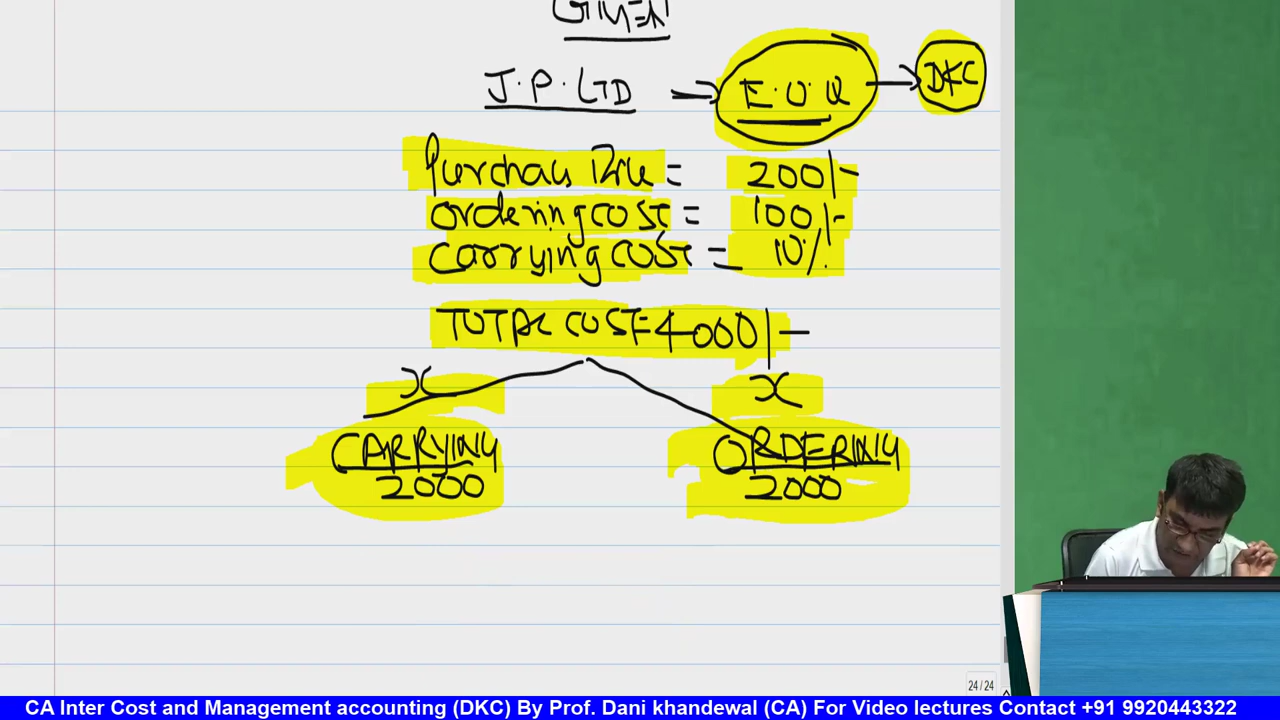 GIVEN
J.P. LTD → E.O.Q → DKC
Purchase Price = 200/-
Ordering cost = 100/-
Carrying cost = 10%
TOTAL COST = 4000/-
x x
CARRYING ORDERING
2000 2000
24 / 24
CA Inter Cost and Management accounting (DKC) By Prof. Dani khandewal (CA) For Video lectures Contact +91 9920443322